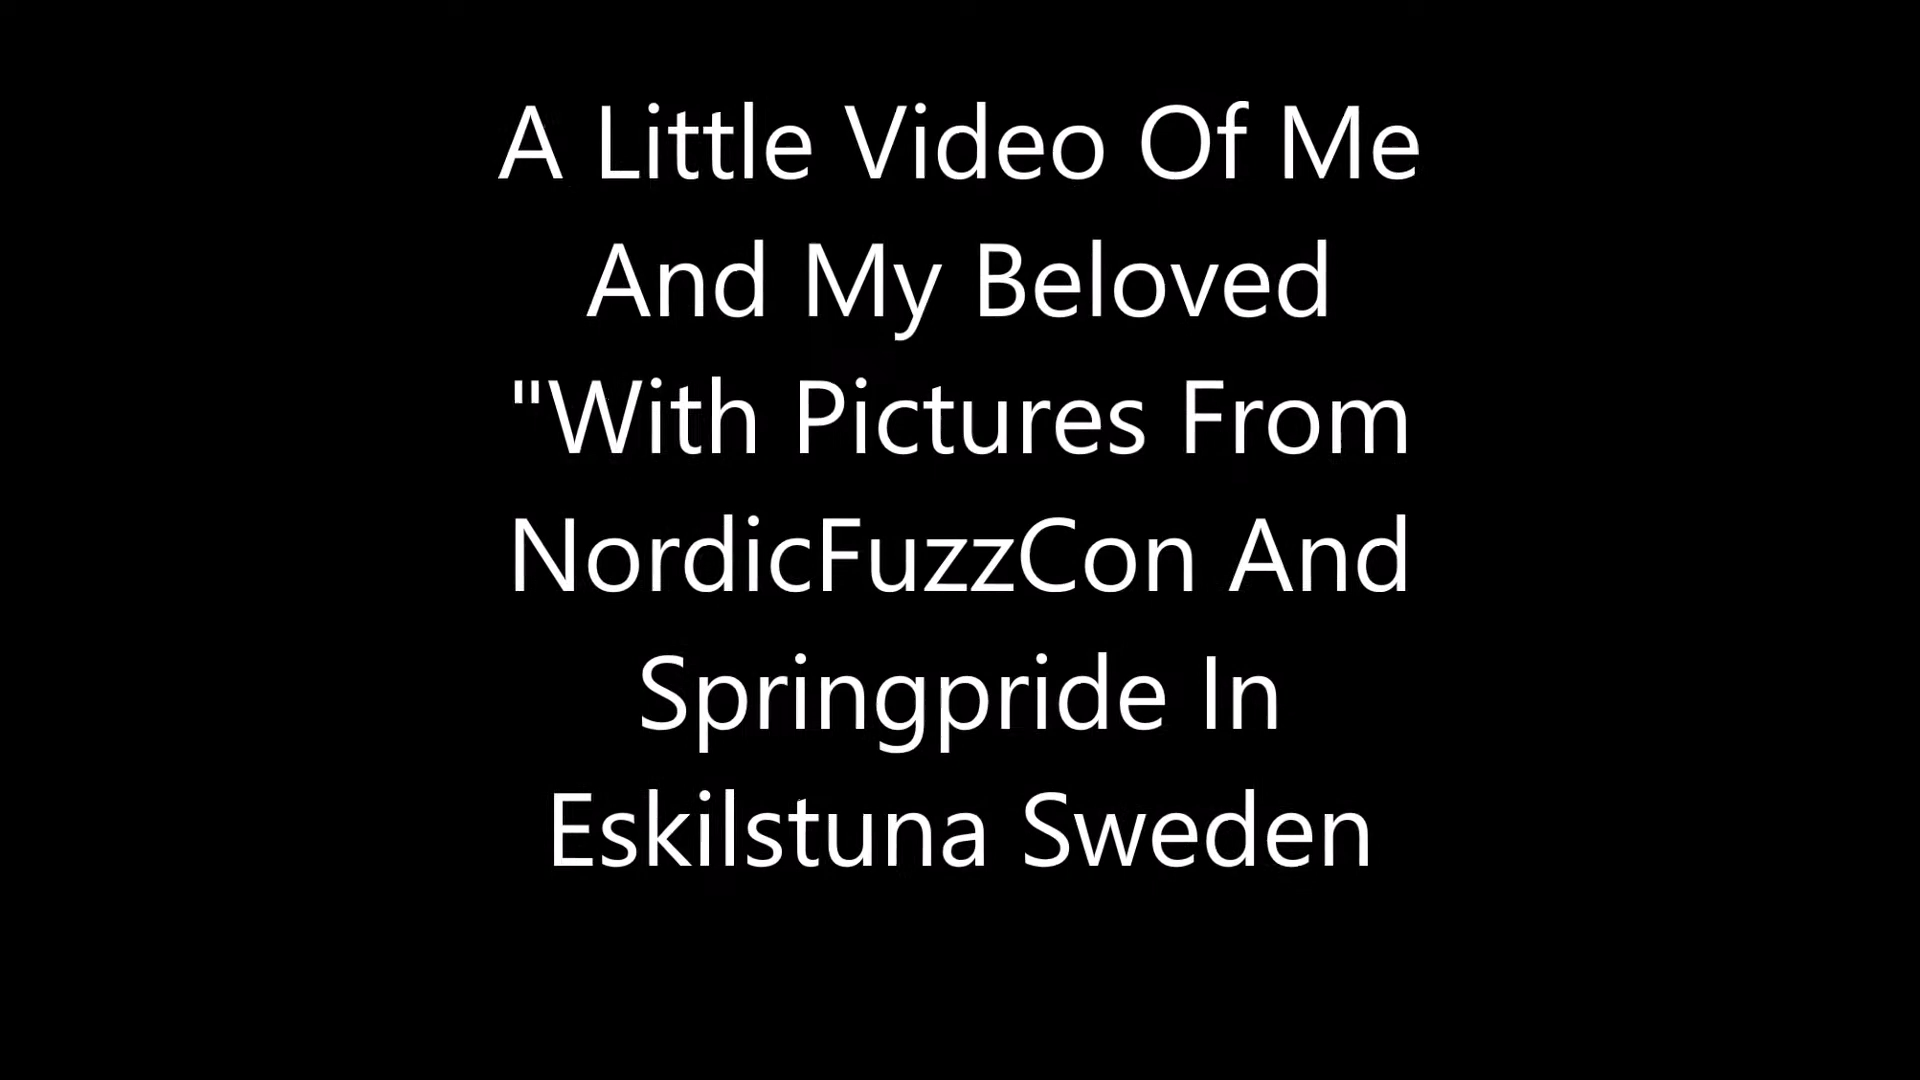 A Little Video Of Me
And My Beloved
"With Pictures From
NordicFuzzCon And
Springpride In
Eskilstuna Sweden